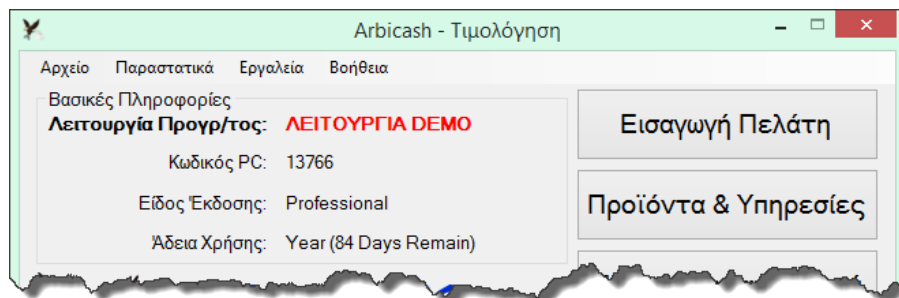 Arbicash - Τιμολόγηση
Αρχείο Παραστατικά Εργαλεία Βοήθεια
Βασικές Πληροφορίες
Λειτουργία Προγρ/τος: ΛΕΙΤΟΥΡΓΙΑ DEMO
Κωδικός PC: 13766
Είδος Έκδοσης: Professional
Άδεια Χρήσης: Year (84 Days Remain)
Εισαγωγή Πελάτη
Προϊόντα & Υπηρεσίες